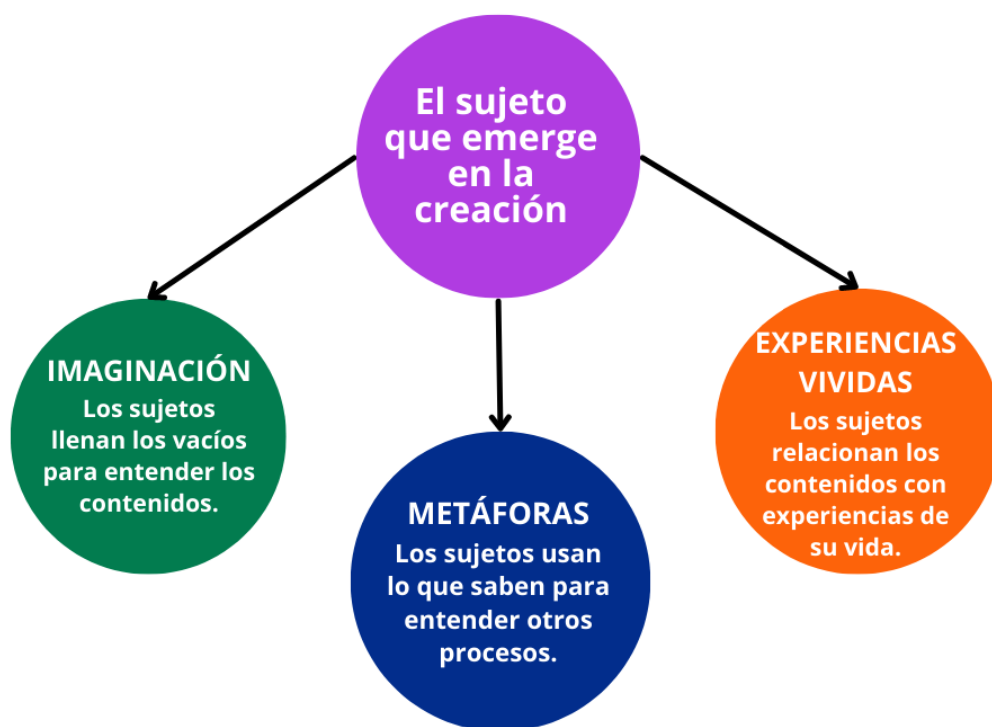 El sujeto
que emerge
en la
creación
IMAGINACIÓN
Los sujetos
llenan los vacíos
para entender los
contenidos.
METÁFORAS
Los sujetos usan
lo que saben para
entender otros
procesos.
EXPERIENCIAS
VIVIDAS
Los sujetos
relacionan los
contenidos con
experiencias de
su vida.